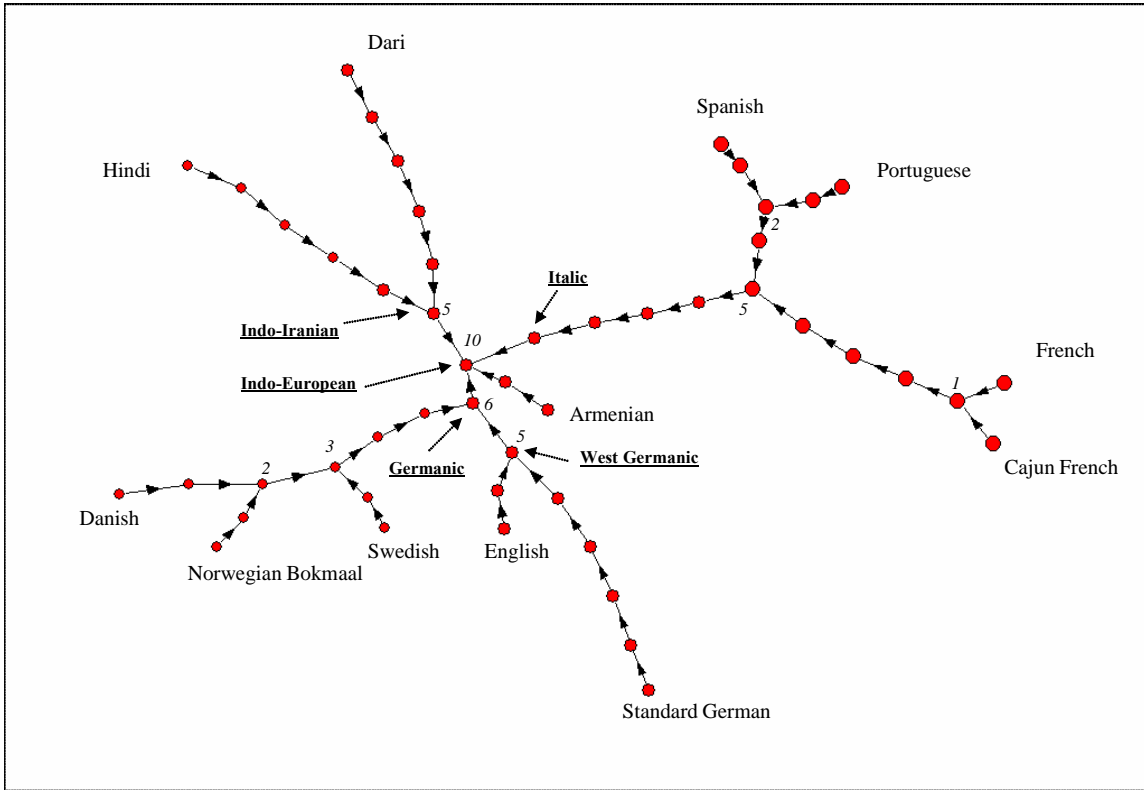 Dari
Spanish
Hindi
Portuguese
2
Italic
5
5
Indo-Iranian
10
French
Indo-European
1
6
Armenian
5
3
West Germanic
Germanic
Cajun French
2
Danish
Swedish
English
Norwegian Bokmaal
Standard German